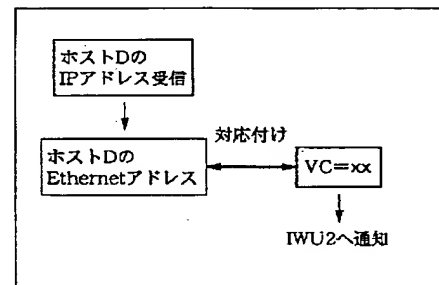 ホストDの
IPアドレス受信
ホストDの
Ethernetアドレス
対応付け
VC=xx
IWU2へ通知